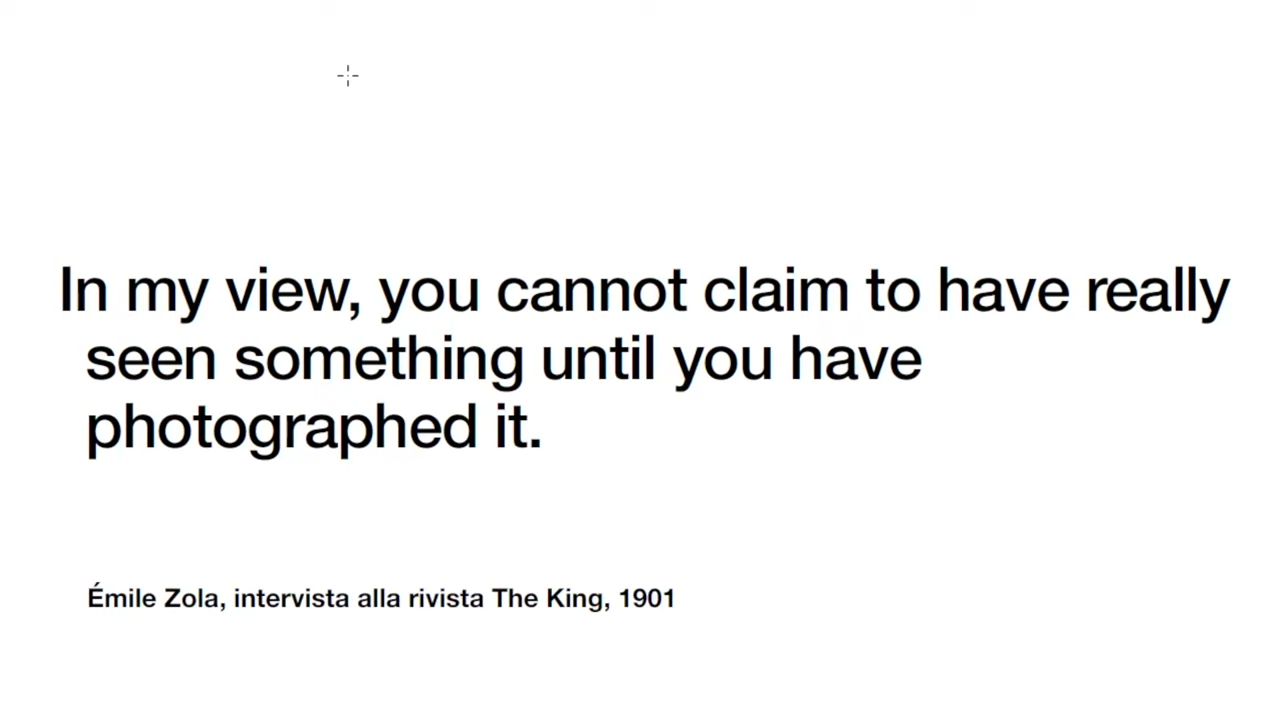 In my view, you cannot claim to have really
seen something until you have
photographed it.
Émile Zola, intervista alla rivista The King, 1901